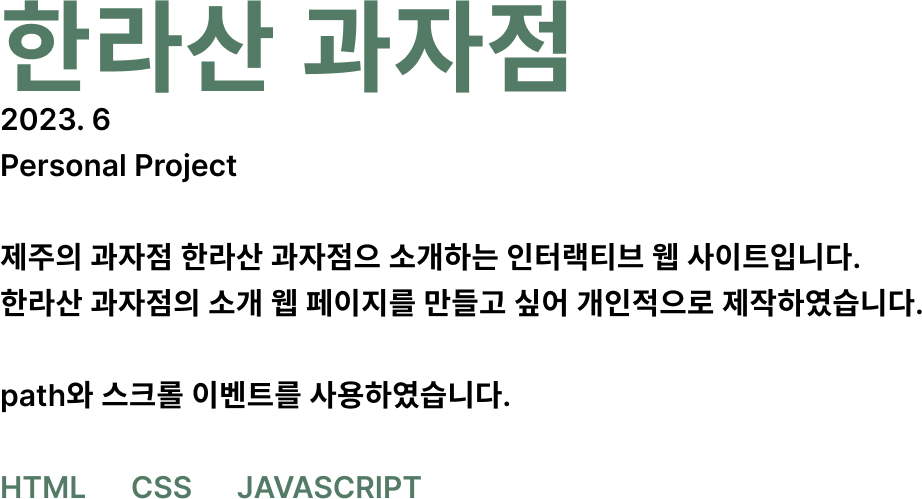 한라산 과자점
2023. 6
Personal Project
제주의 과자점 한라산 과자점으 소개하는 인터랙티브 웹 사이트입니다.
한라산 과자점의 소개 웹 페이지를 만들고 싶어 개인적으로 제작하였습니다.
path와 스크롤 이벤트를 사용하였습니다.
HTML CSS JAVASCRIPT